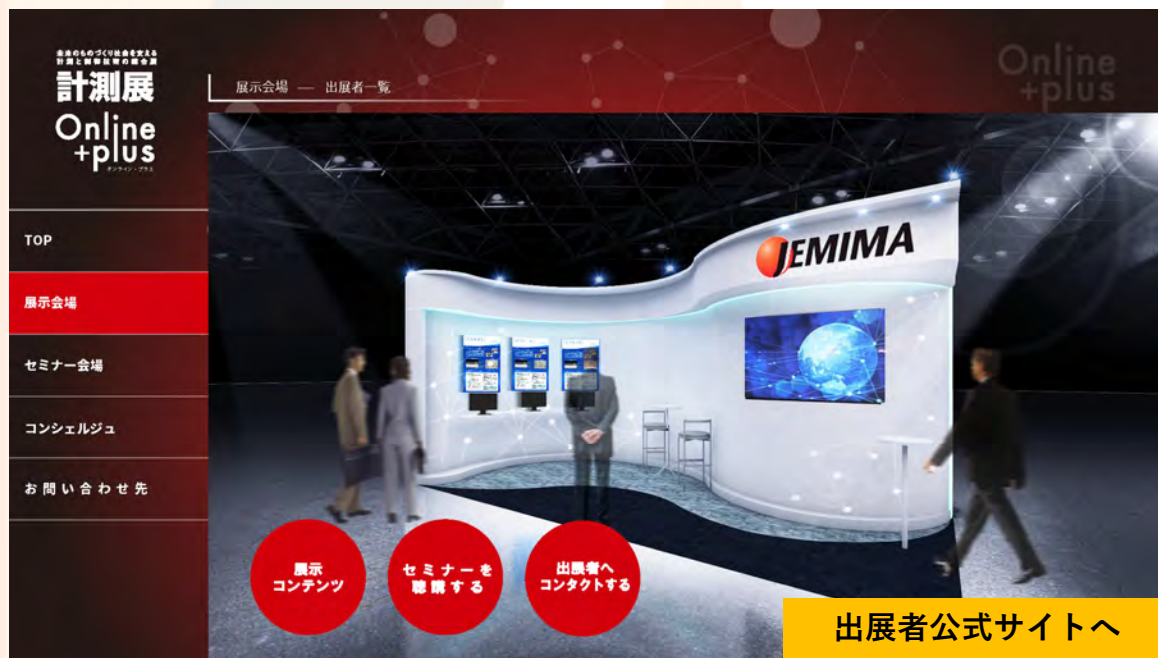 未来のものづくり社会を支える
計測と制御技術の総合展
計測展
Online
+plus
オンライン・プラス
展示会場 ― 出展者一覧
Online
+plus
TOP
展示会場
セミナー会場
コンシェルジュ
お問い合わせ先
JEMIMA
展示
コンテンツ
セミナーを
聴講する
出展者へ
コンタクトする
出展者公式サイトへ